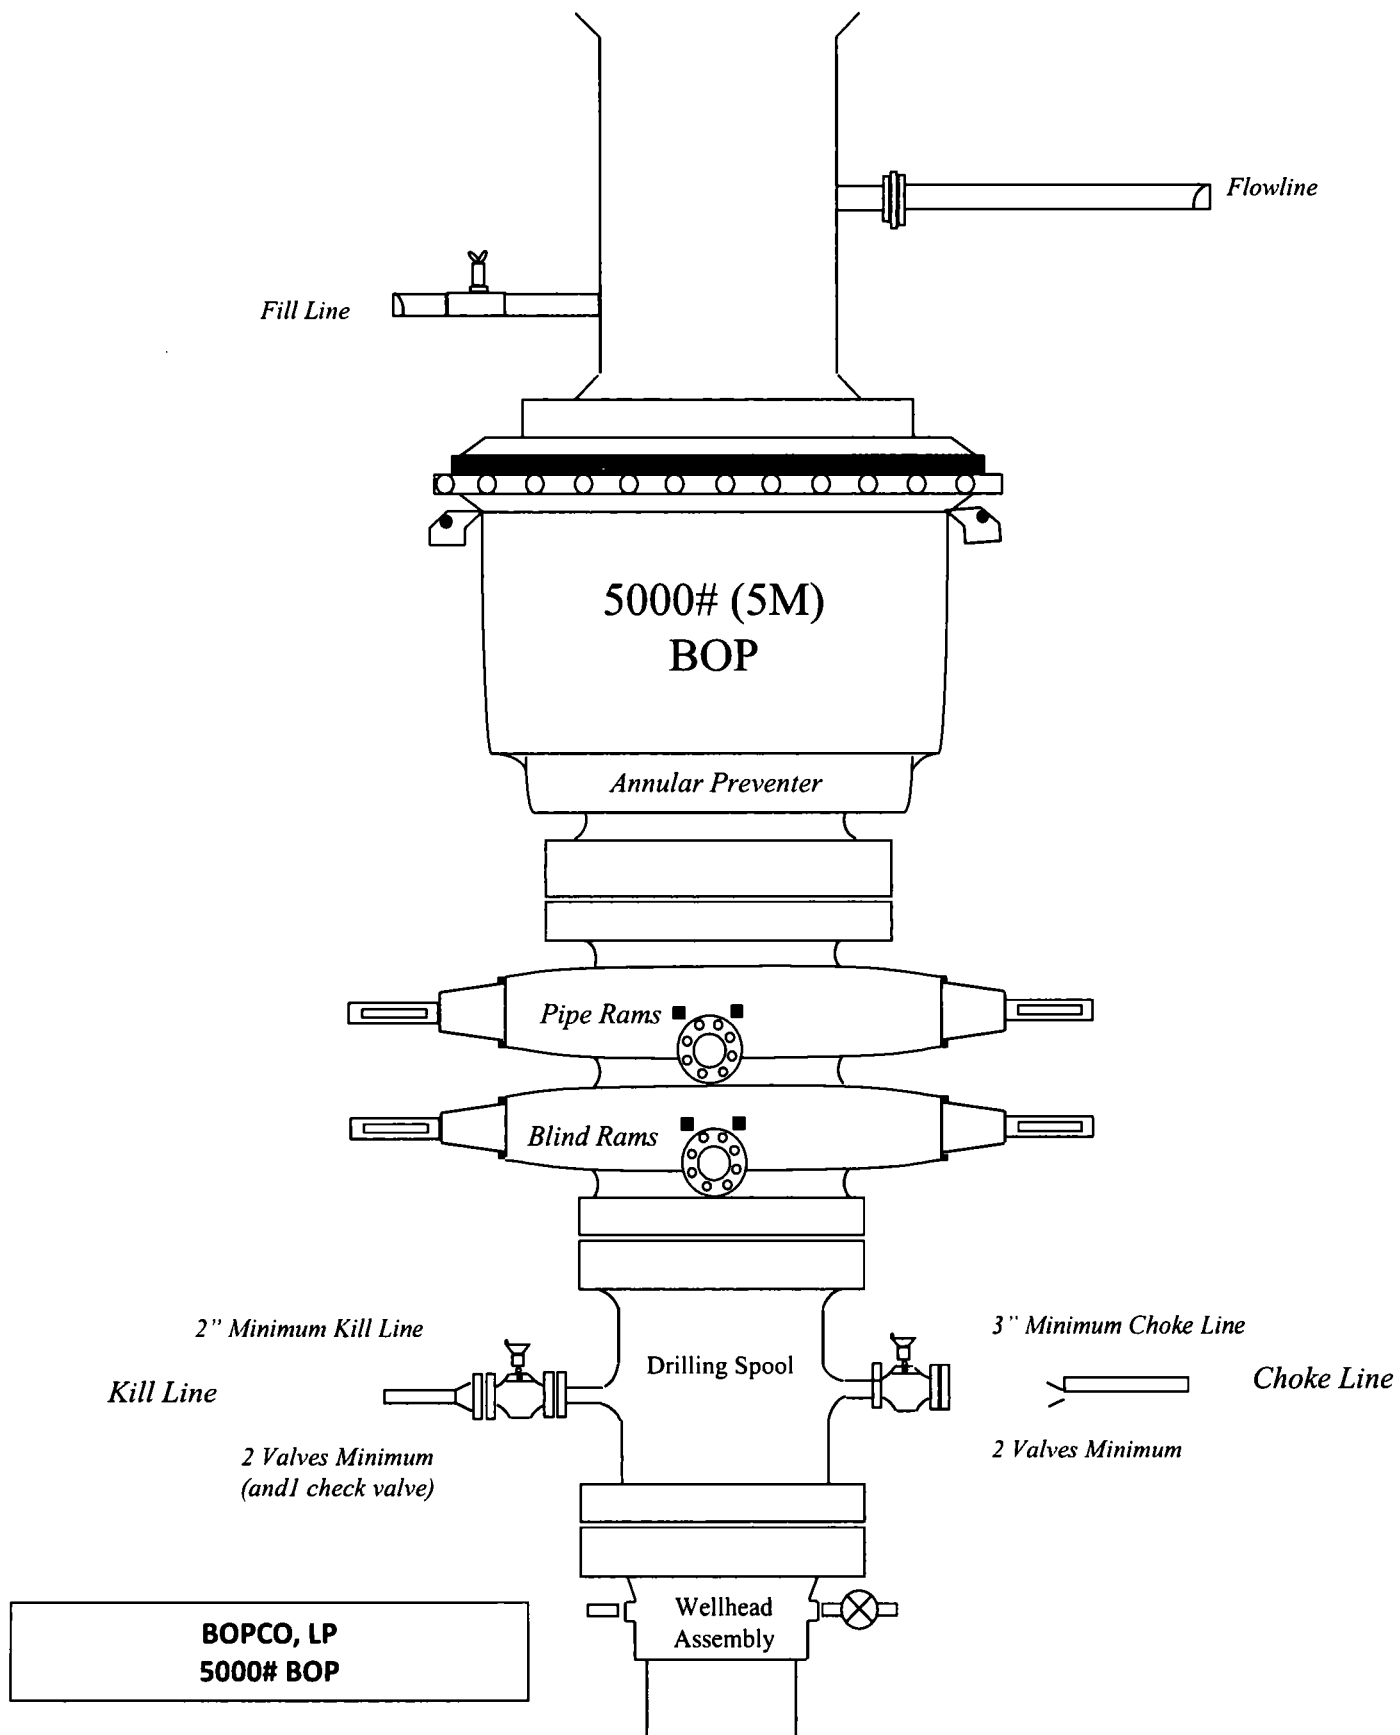 Flowline
Fill Line
5000# (5M)
BOP
Annular Preventer
Pipe Rams
Blind Rams
2” Minimum Kill Line
3” Minimum Choke Line
Drilling Spool
Kill Line
Choke Line
2 Valves Minimum
(and1 check valve)
2 Valves Minimum
Wellhead
Assembly
BOPCO, LP
5000# BOP